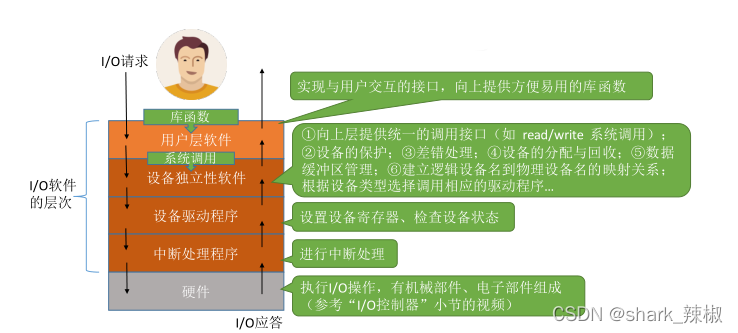 I/O请求
实现与用户交互的接口，向上提供方便易用的库函数
库函数
用户层软件
系统调用
①向上层提供统一的调用接口（如 read/write 系统调用）；
②设备的保护；③差错处理；④设备的分配与回收；⑤数据
缓冲区管理；⑥建立逻辑设备名到物理设备名的映射关系；
根据设备类型选择调用相应的驱动程序...
设备独立性软件
I/O软件
的层次
设备驱动程序
设置设备寄存器、检查设备状态
中断处理程序
进行中断处理
硬件
执行I/O操作，有机械部件、电子部件组成
（参考“I/O控制器”小节的视频）
I/O应答
CSDN @shark_辣椒